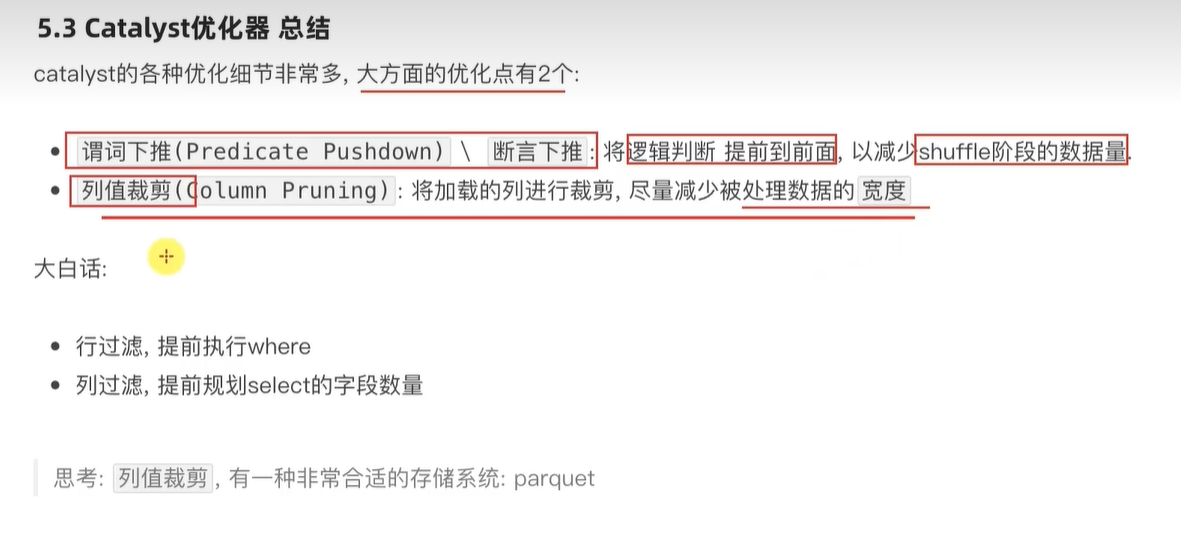 5.3 Catalyst优化器 总结
catalyst的各种优化细节非常多, 大方面的优化点有2个:
谓词下推(Predicate Pushdown) \ 断言下推: 将逻辑判断 提前到前面, 以减少shuffle阶段的数据量.
列值裁剪(Column Pruning): 将加载的列进行裁剪, 尽量减少被处理数据的 宽度
大白话:
行过滤, 提前执行where
列过滤, 提前规划select的字段数量
思考: 列值裁剪, 有一种非常合适的存储系统: parquet